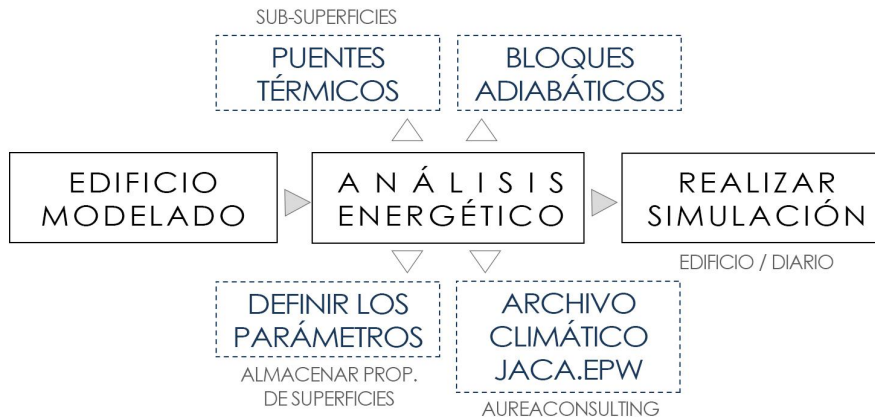 SUB-SUPERFICIES
PUENTES
TÉRMICOS
BLOQUES
ADIABÁTICOS
EDIFICIO
MODELADO
ANÁLISIS
ENERGÉTICO
REALIZAR
SIMULACIÓN
EDIFICIO / DIARIO
DEFINIR LOS
PARÁMETROS
ALMACENAR PROP.
DE SUPERFICIES
ARCHIVO
CLIMÁTICO
JACA.EPW
AUREACONSULTING